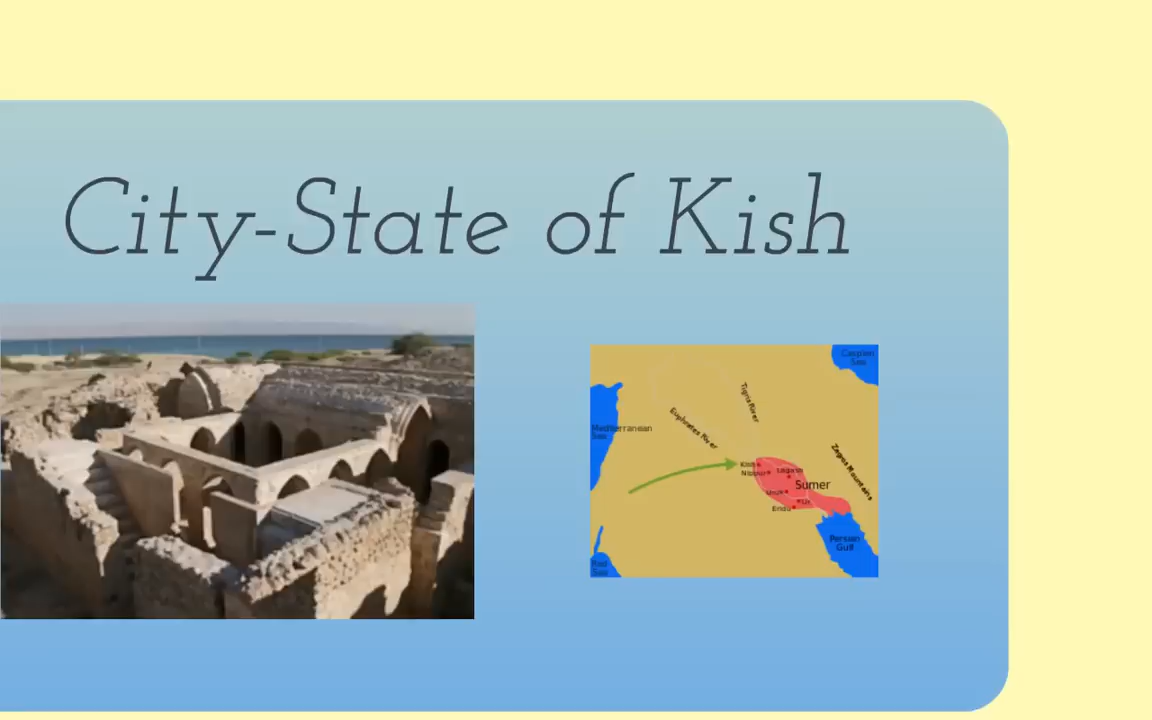 City-State of Kish
Caspian
Sea
Tigris River
Euphrates River
Mediterranean
Sea
Zagros Mountains
Kish
Nippur
Lagash
Sumer
Uruk
Ur
Eridu
Persian
Gulf
Red
Sea